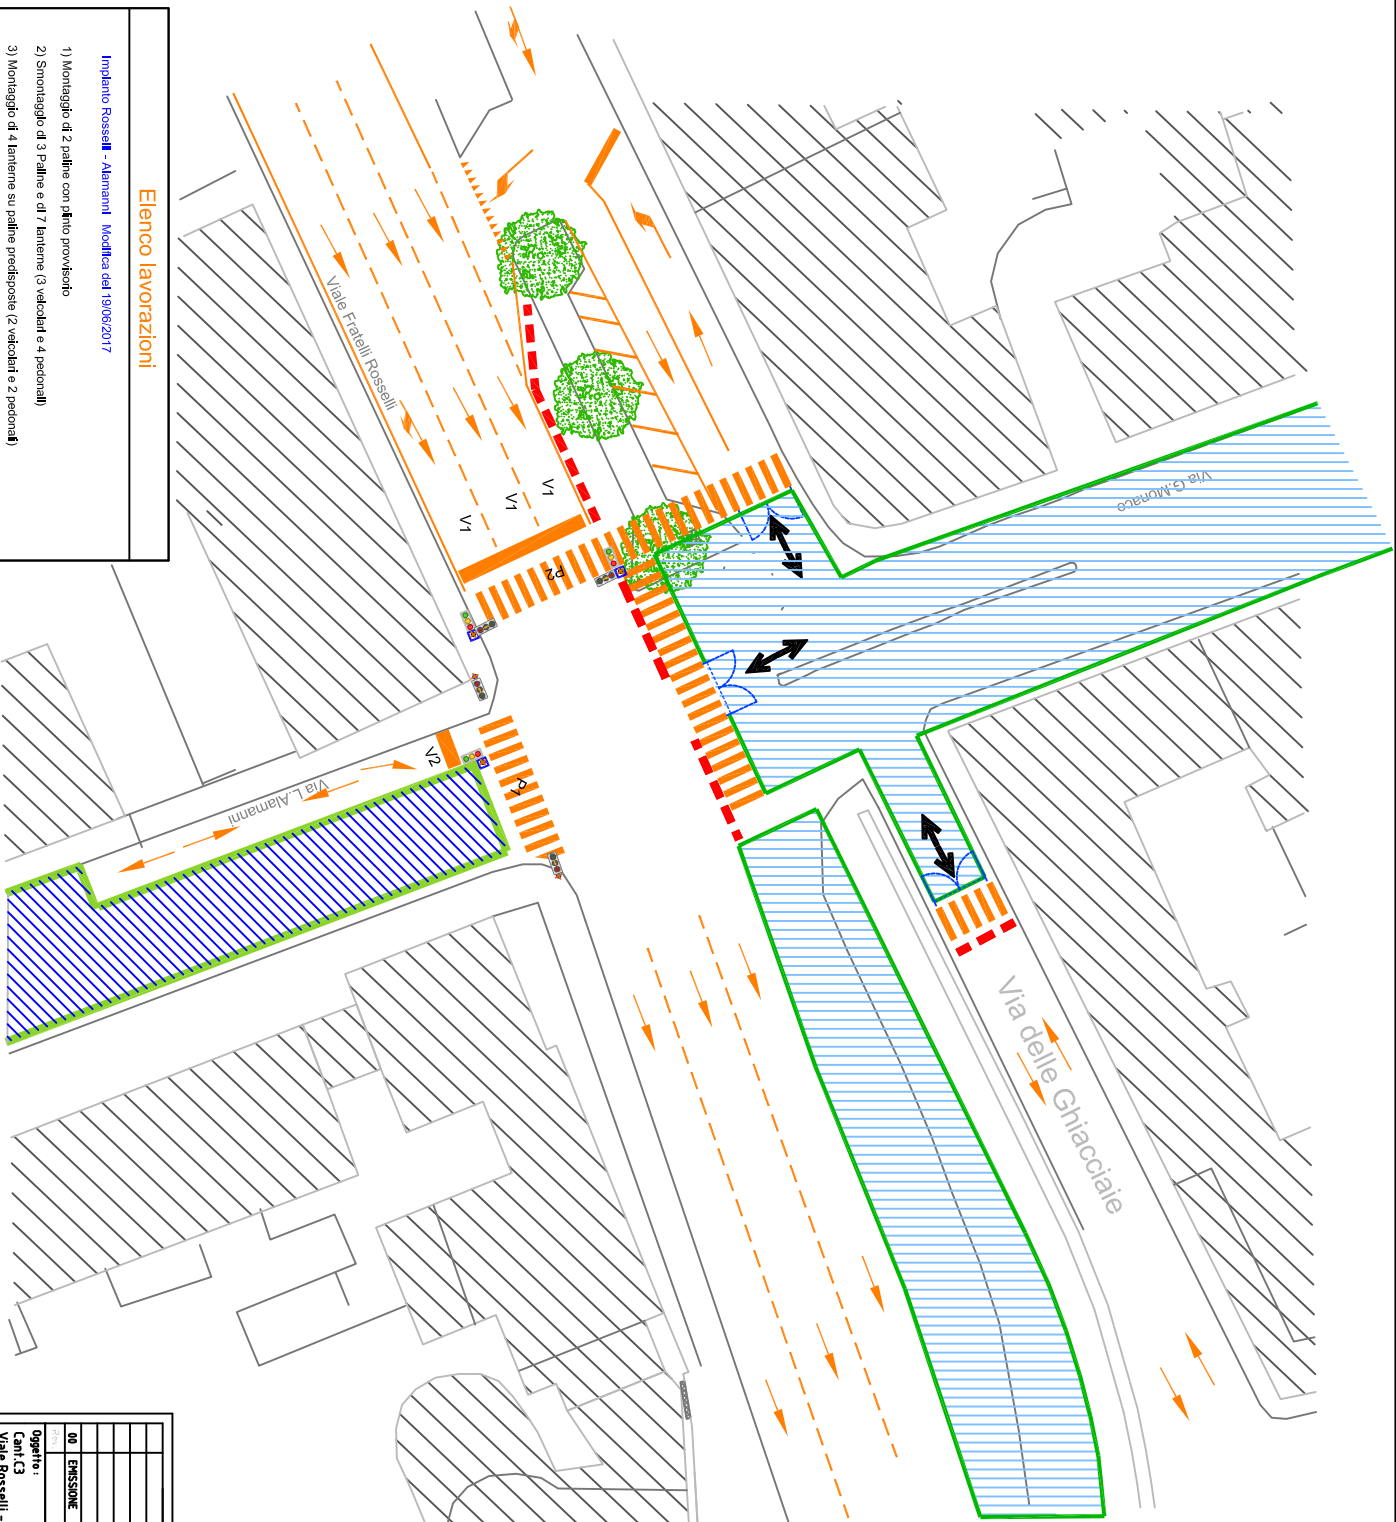 Elenco lavorazioni
Impianto Rosselli - Alamanni Modifica del 19/06/2017
1) Montaggio di 2 paline con plinto provvisorio
2) Smontaggio di 3 Paline e di 7 lanterne (3 veicolari e 4 pedonali)
3) Montaggio di 4 lanterne su paline predisposte (2 veicolari e 2 pedonali)
Viale Fratelli Rosselli
V1
V1
V1
P2
Via G.Monaco
V2
P1
Via L.Alamanni
Via delle Ghiacciaie
00 EMISSIONE
Rev.
Oggetto :
Cant.C3
Viale Rosselli -